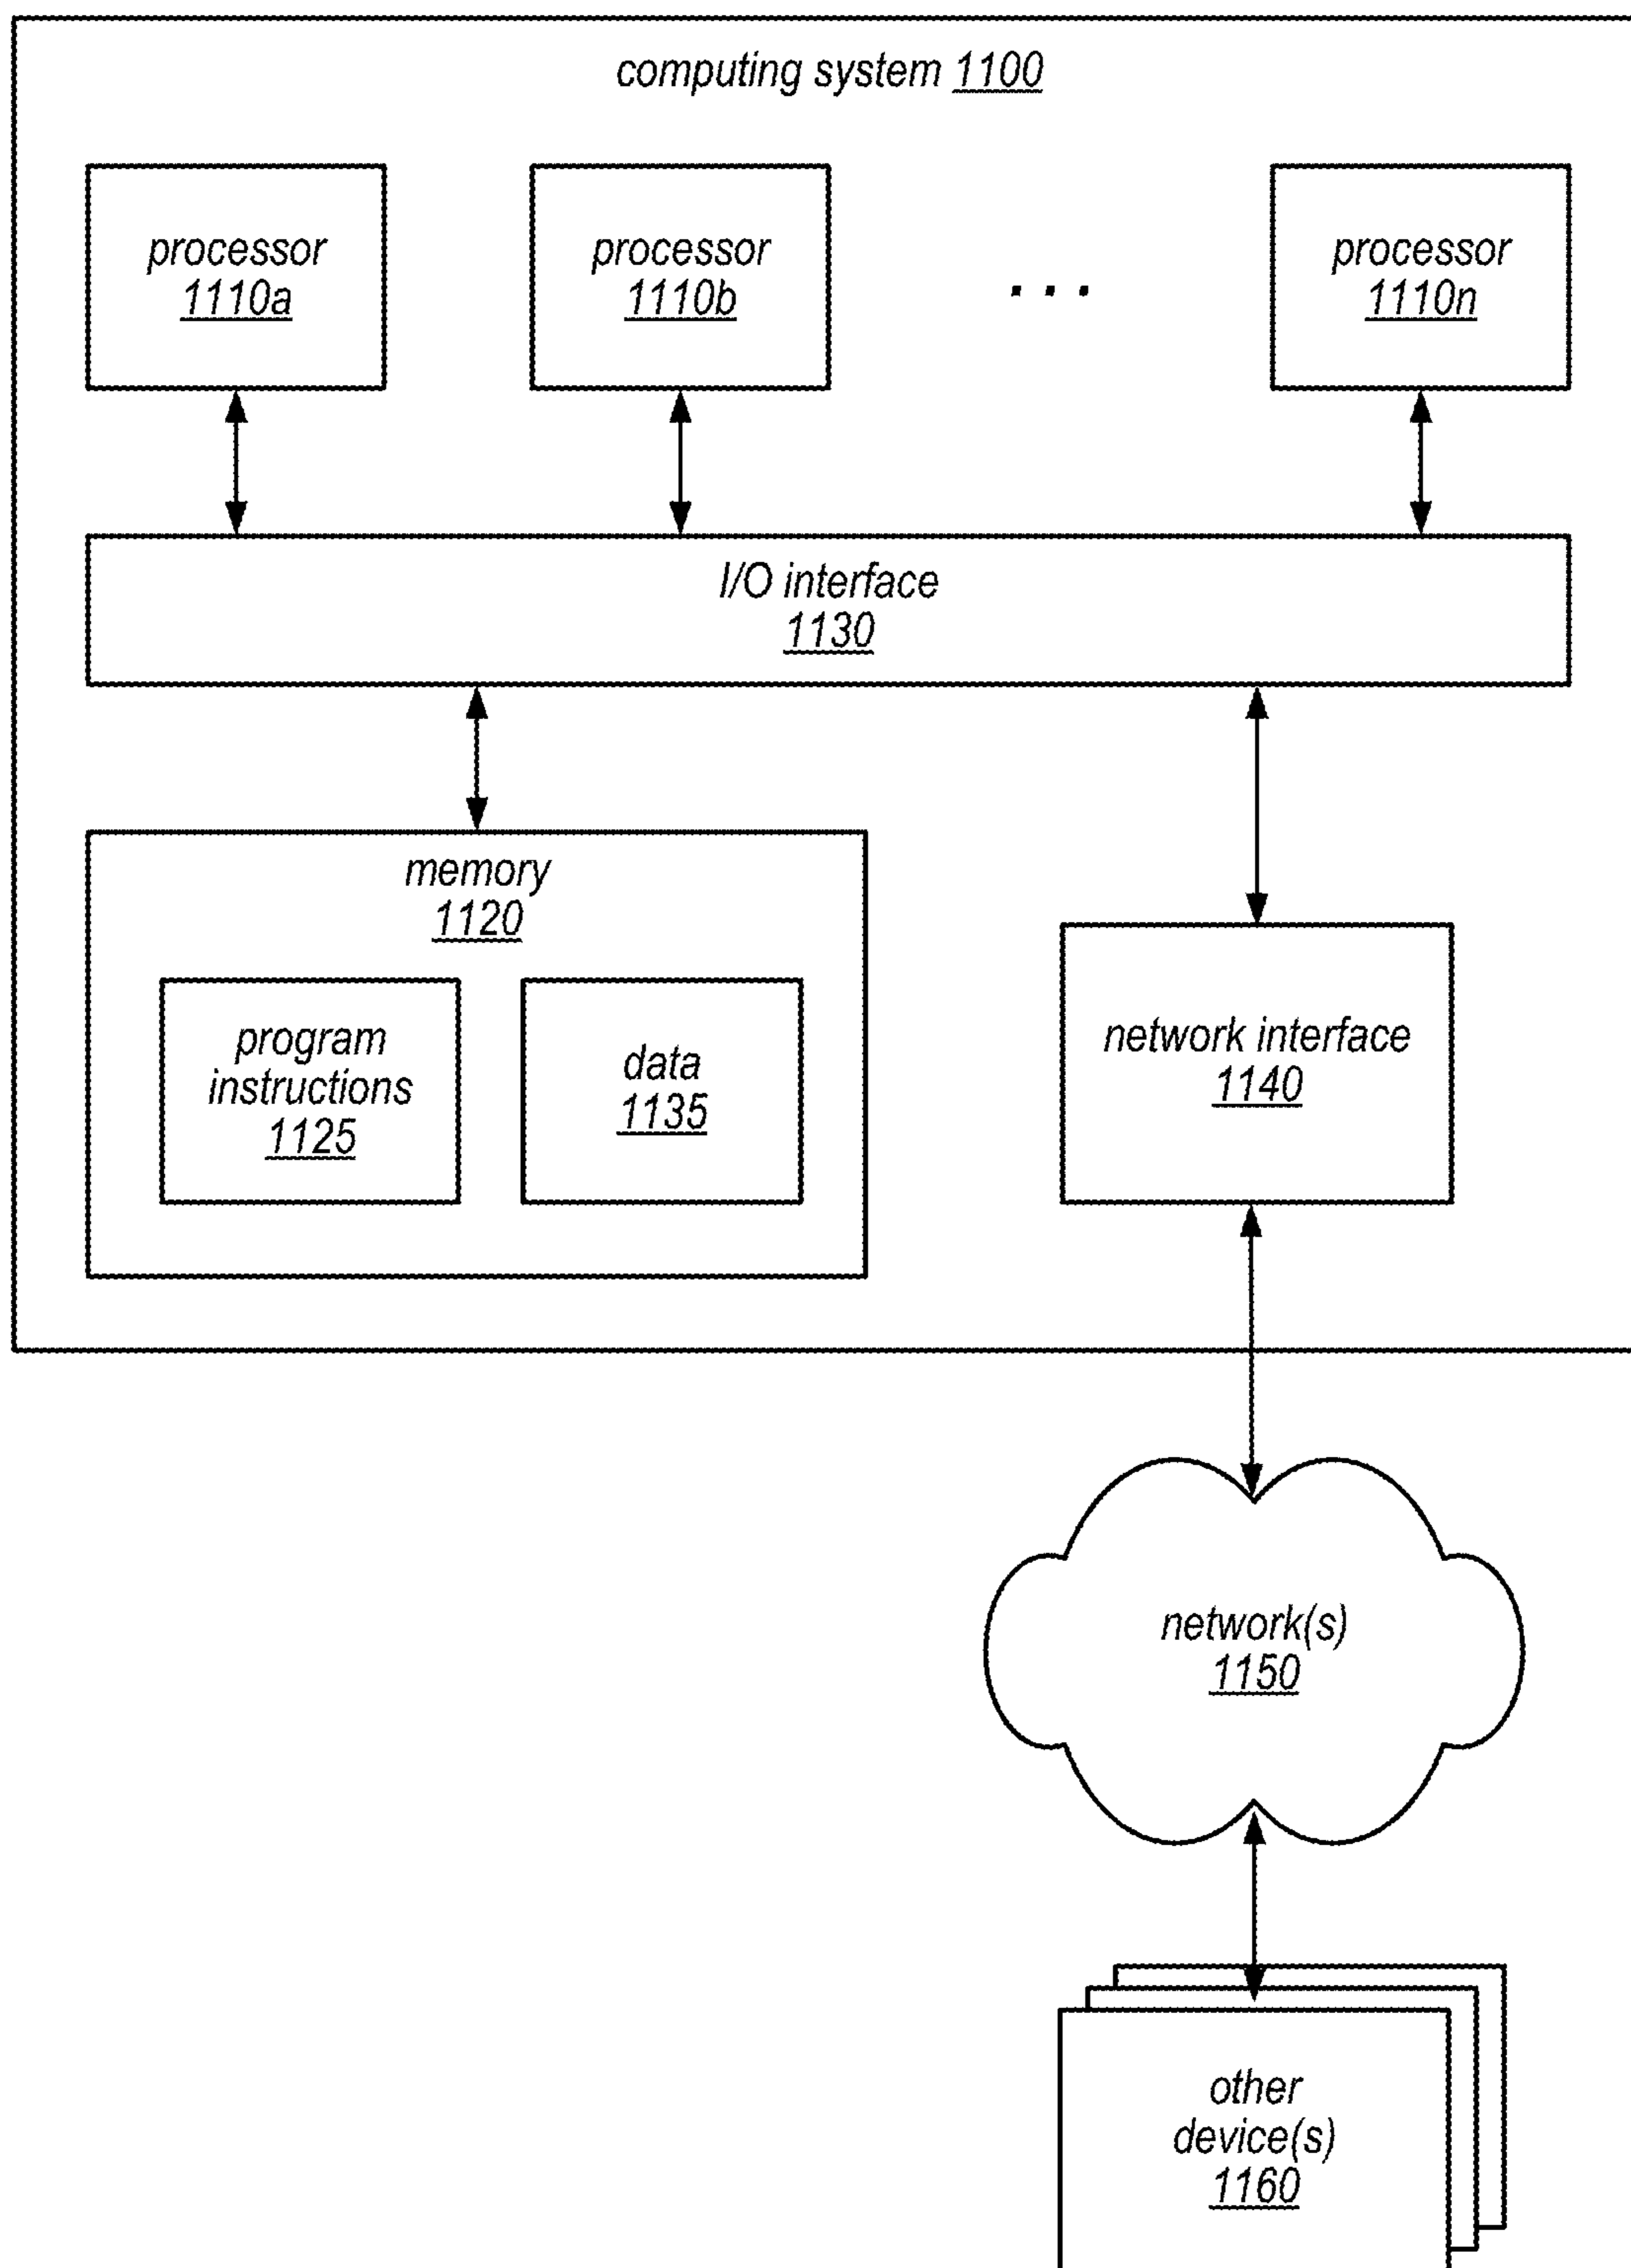 computing system 1100
processor
1110a
processor
1110b
. . .
processor
1110n
I/O interface
1130
memory
1120
program
instructions
1125
data
1135
network interface
1140
network(s)
1150
other
device(s)
1160